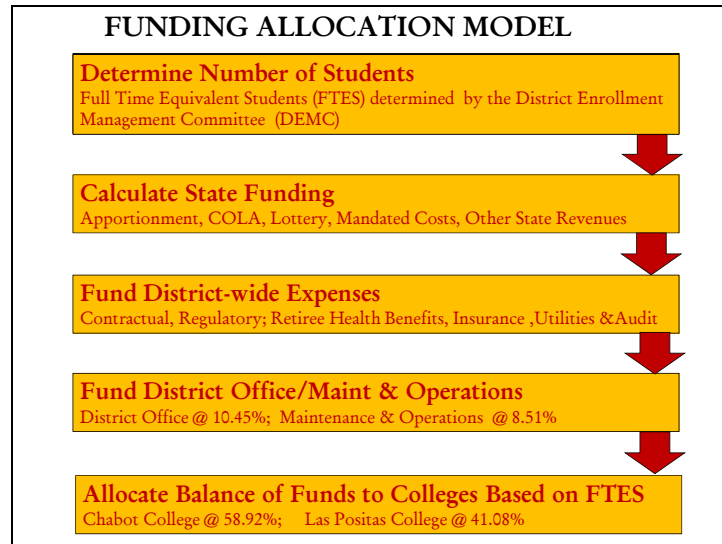 FUNDING ALLOCATION MODEL
Determine Number of Students
Full Time Equivalent Students (FTES) determined by the District Enrollment
Management Committee (DEMC)
Calculate State Funding
Apportionment, COLA, Lottery, Mandated Costs, Other State Revenues
Fund District-wide Expenses
Contractual, Regulatory; Retiree Health Benefits, Insurance ,Utilities &Audit
Fund District Office/Maint & Operations
District Office @ 10.45%; Maintenance & Operations @ 8.51%
Allocate Balance of Funds to Colleges Based on FTES
Chabot College @ 58.92%; Las Positas College @ 41.08%